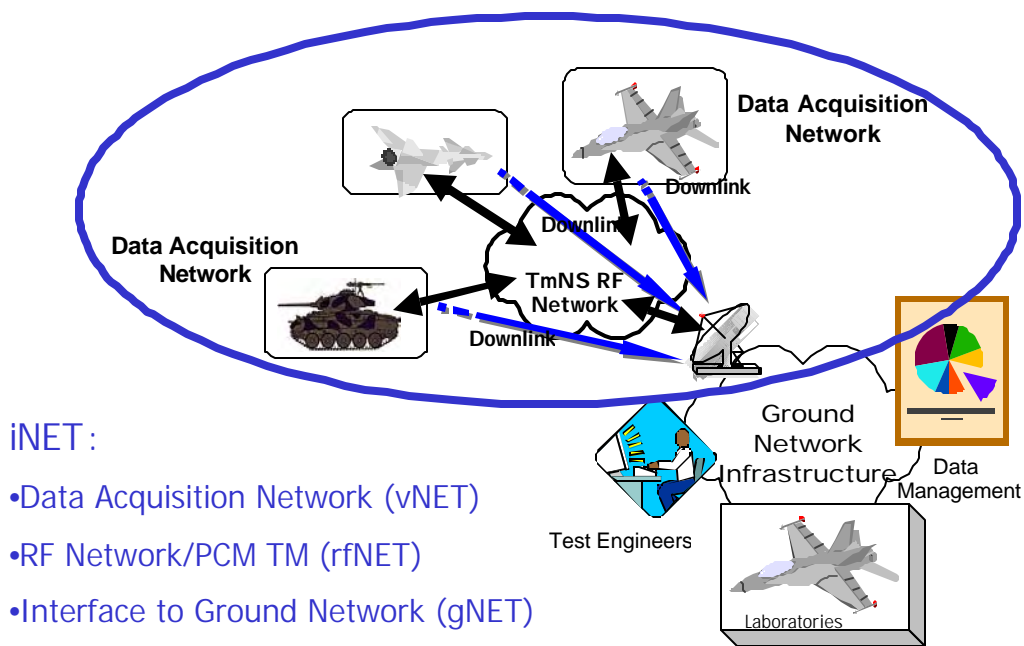 Data Acquisition
Network
Downlink
Downlink
Data Acquisition
Network
TmNS RF
Network
Downlink
Ground
Network
Infrastructure
Data
Management
Test Engineers
Laboratories
iNET:
•Data Acquisition Network (vNET)
•RF Network/PCM TM (rfNET)
•Interface to Ground Network (gNET)